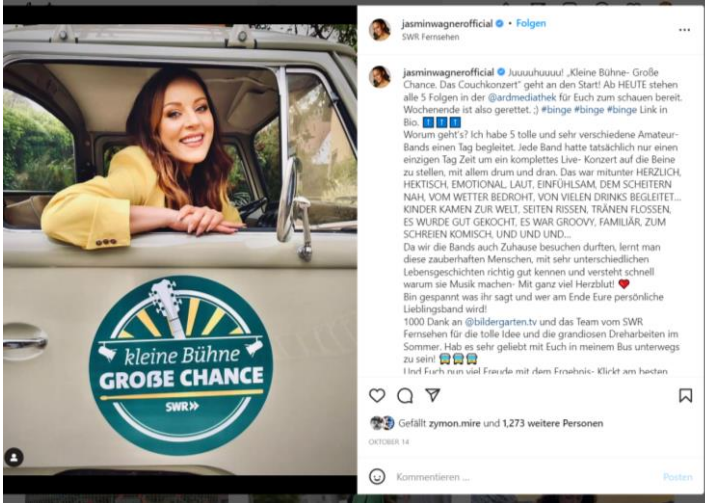 kleine Bühne
GROßE CHANCE
SWR»
jasminwagnerofficial • Folgen
SWR Fernsehen
jasminwagnerofficial Juuuuhuuuu! „Kleine Bühne- Große
Chance. Das Couchkonzert" geht an den Start! Ab HEUTE stehen
alle 5 Folgen in der @ardmediathek für Euch zum schauen bereit.
Wochenende ist also gerettet. ;) #binge #binge #binge Link in
Bio. ⬆️⬆️⬆️
Worum geht's? Ich habe 5 tolle und sehr verschiedene Amateur-
Bands einen Tag begleitet. Jede Band hatte tatsächlich nur einen
einzigen Tag Zeit um ein komplettes Live- Konzert auf die Beine
zu stellen, mit allem drum und dran. Das war mitunter HERZLICH,
HEKTISCH, EMOTIONAL, LAUT, EINFÜHLSAM, DEM SCHEITERN
NAH, VOM WETTER BEDROHT, VON VIELEN DRINKS BEGLEITET...
KINDER KAMEN ZUR WELT, SEITEN RISSEN, TRÄNEN FLOSSEN,
ES WURDE GUT GEKOCHT, ES WAR GROOVY, FAMILIÄR, ZUM
SCHREIEN KOMISCH, UND UND UND...
Da wir die Bands auch Zuhause besuchen durften, lernt man
diese zauberhaften Menschen, mit sehr unterschiedlichen
Lebensgeschichten richtig gut kennen und versteht schnell
warum sie Musik machen- Mit ganz viel Herzblut! ❤️
Bin gespannt was ihr sagt und wer am Ende Eure persönliche
Lieblingsband wird!
1000 Dank an @bildergarten.tv und das Team vom SWR
Fernsehen für die tolle Idee und die grandiosen Dreharbeiten im
Sommer. Hab es sehr geliebt mit Euch in meinem Bus unterwegs
zu sein! 🚍🚍🚍
Und Euch nun viel Freude mit dem Ergebnis- Klickt am besten
Gefällt zymon.mire und 1,273 weitere Personen
OKTOBER 14
Kommentieren ...
Posten